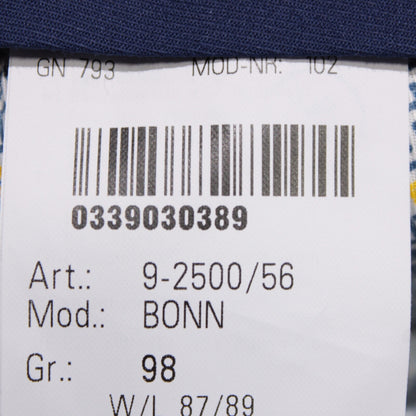 GN 793 MOD-NR: 102
0339030389
Art.: 9-2500/56
Mod.: BONN
Gr.: 98
W/L 87/89